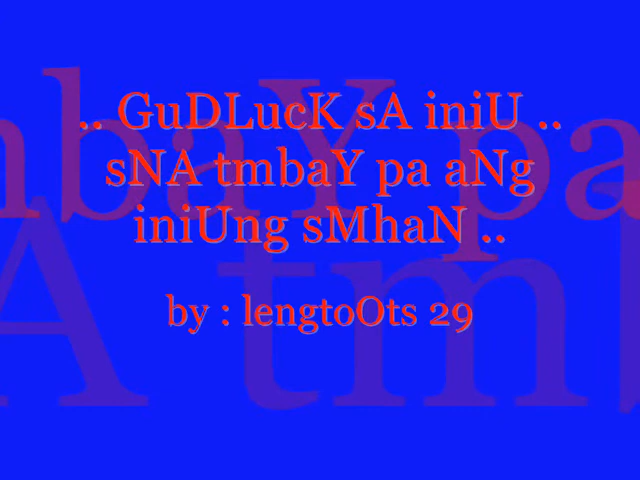 .. GuDLucK sA iniU ..
sNA tmbaY pa aNg
iniUng sMhaN ..
by : lengtoOts 29